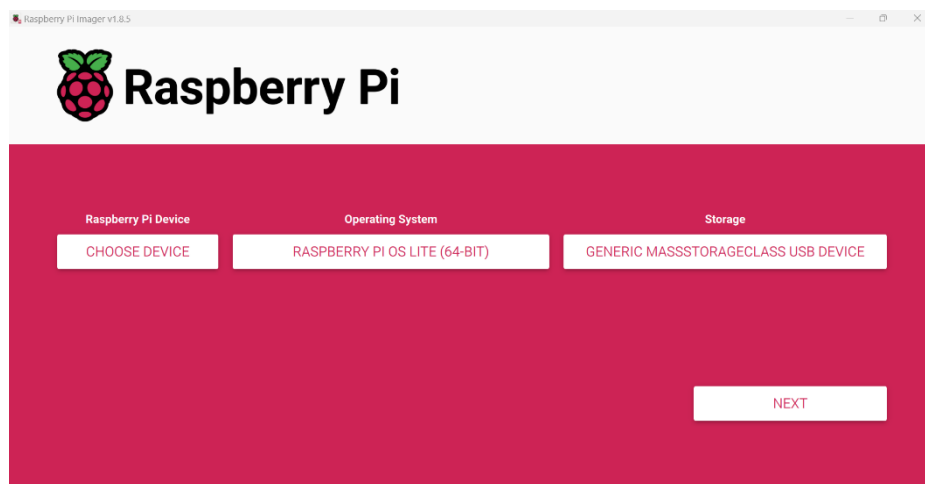 Raspberry Pi Imager v1.8.5
Raspberry Pi
Raspberry Pi Device
Operating System
Storage
CHOOSE DEVICE
RASPBERRY PI OS LITE (64-BIT)
GENERIC MASSSTORAGECLASS USB DEVICE
NEXT